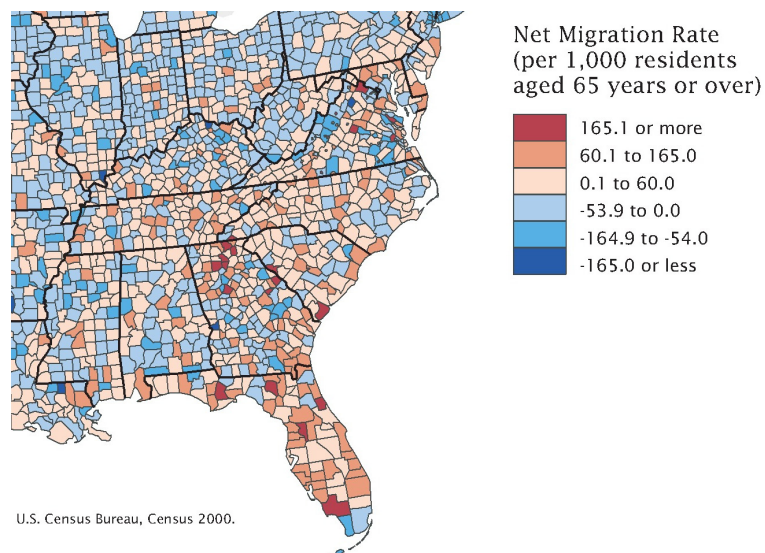 Net Migration Rate
(per 1,000 residents
aged 65 years or over)
165.1 or more
60.1 to 165.0
0.1 to 60.0
-53.9 to 0.0
-164.9 to -54.0
-165.0 or less
U.S. Census Bureau, Census 2000.